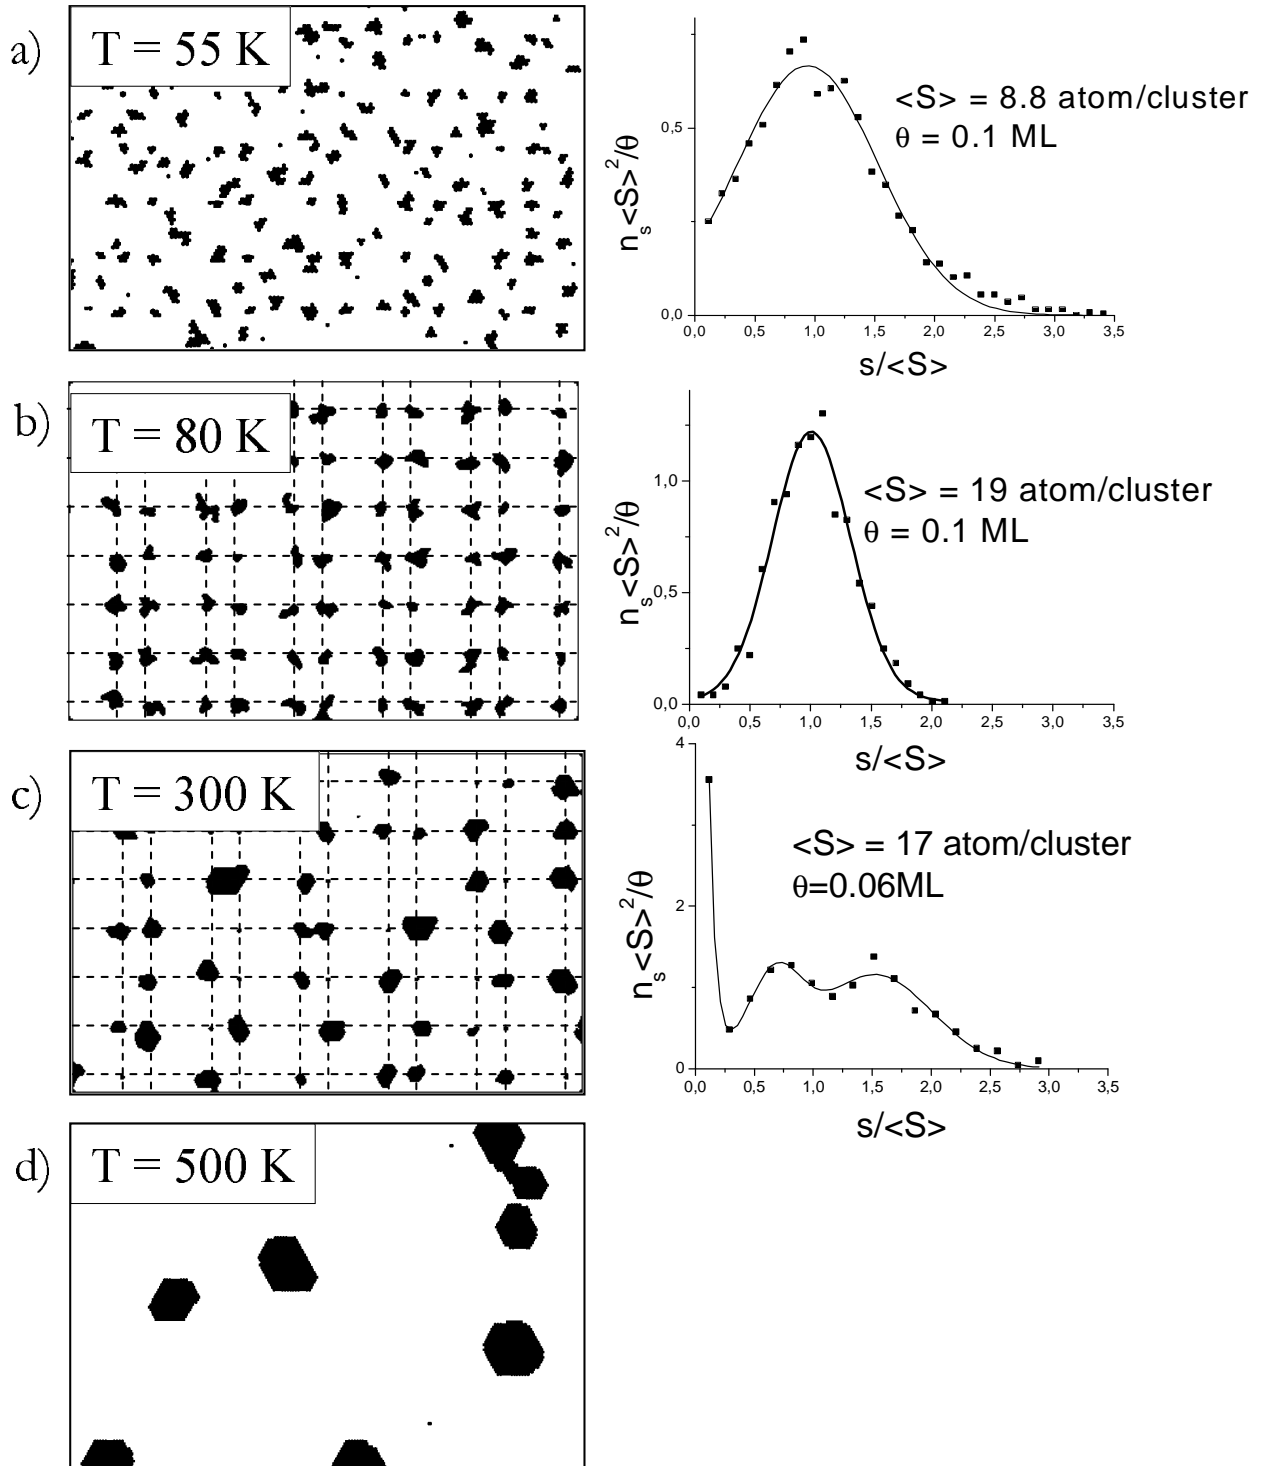 a)
T = 55 K
<S> = 8.8 atom/cluster
θ = 0.1 ML
n_s<S>²/θ
0,5
0,0
0,0 0,5 1,0 1,5 2,0 2,5 3,0 3,5
s/<S>
b)
T = 80 K
<S> = 19 atom/cluster
θ = 0.1 ML
n_s<S>²/θ
1,0
0,5
0,0
0,0 0,5 1,0 1,5 2,0 2,5 3,0 3,5
s/<S>
c)
T = 300 K
<S> = 17 atom/cluster
θ=0.06ML
n_s<S>²/θ
4
2
0
0,0 0,5 1,0 1,5 2,0 2,5 3,0 3,5
s/<S>
d)
T = 500 K